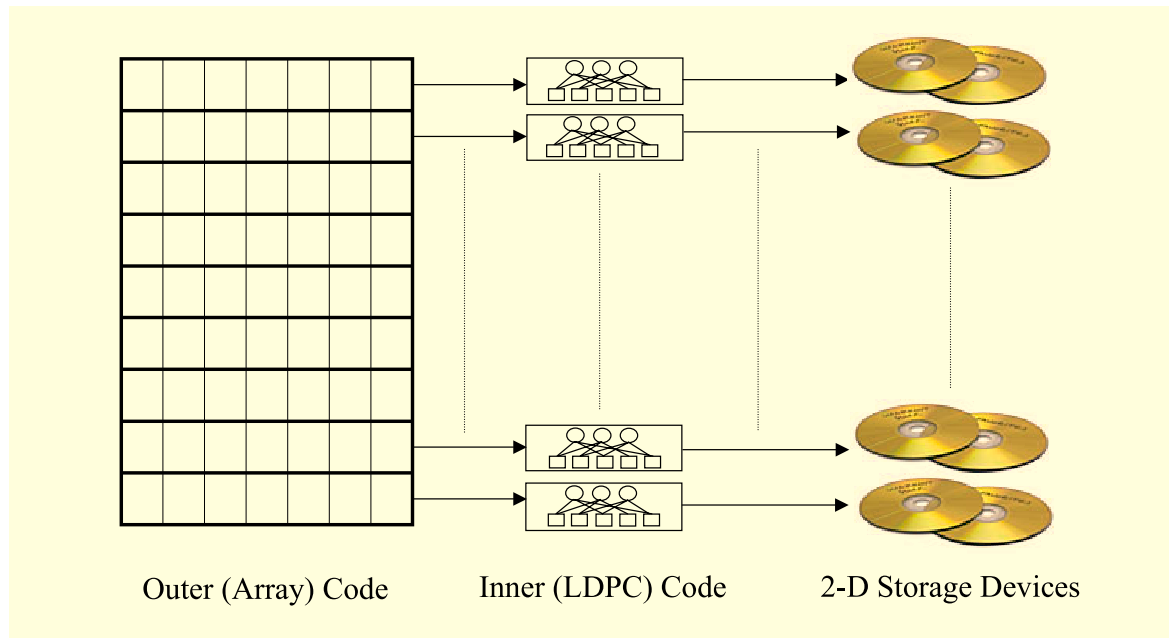 Outer (Array) Code
Inner (LDPC) Code
2-D Storage Devices